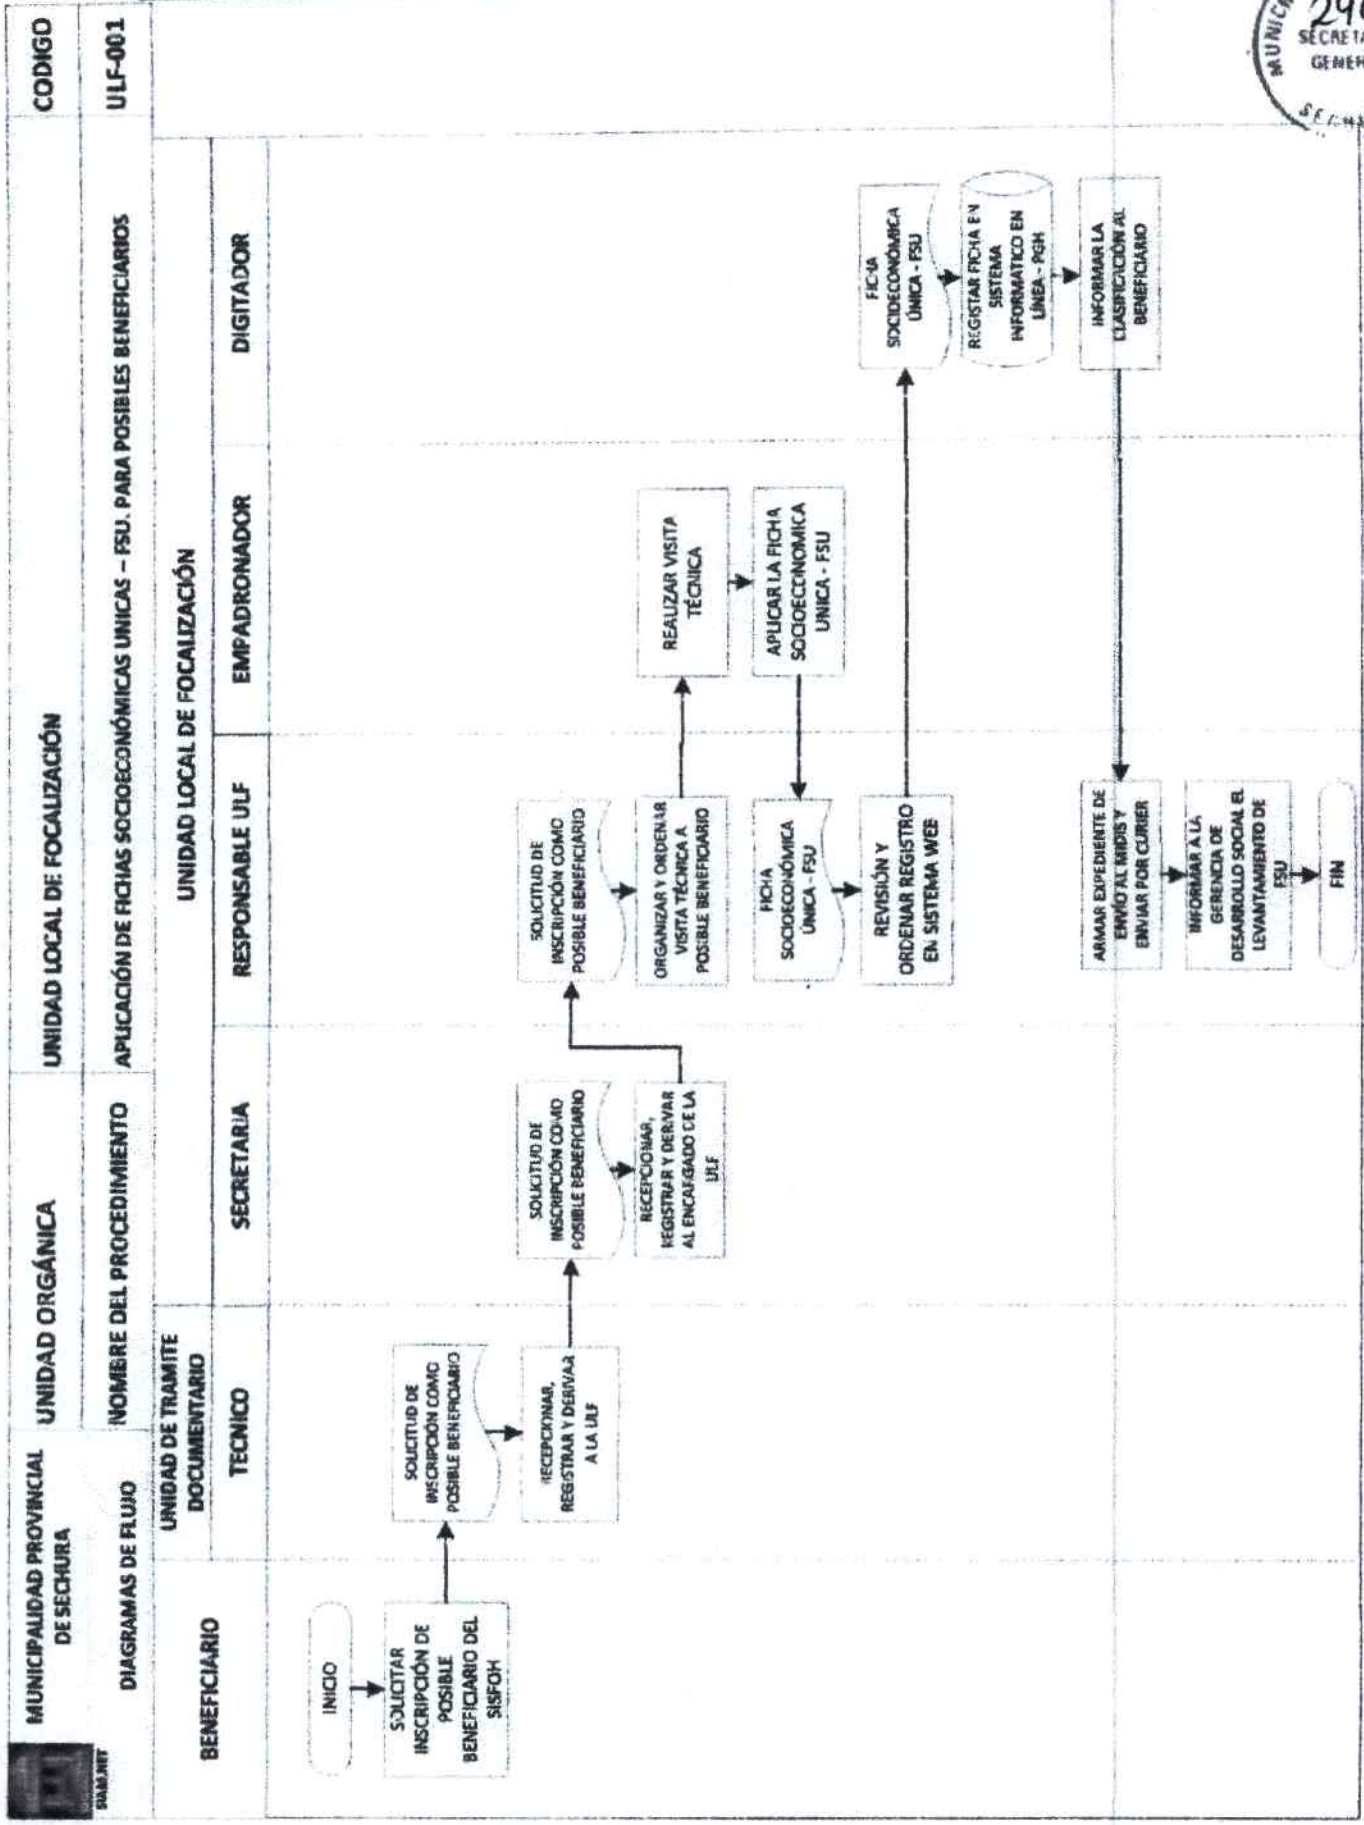 MUNICIPALIDAD PROVINCIAL
DE SECHURA
UNIDAD ORGÁNICA
UNIDAD LOCAL DE FOCALIZACIÓN
CODIGO
DIAGRAMAS DE FLUJO
NOMBRE DEL PROCEDIMIENTO
APLICACIÓN DE FICHAS SOCIOECONÓMICAS UNICAS – FSU. PARA POSIBLES BENEFICIARIOS
ULF-001
BENEFICIARIO
UNIDAD DE TRAMITE
DOCUMENTARIO
UNIDAD LOCAL DE FOCALIZACIÓN
TECNICO
SECRETARIA
RESPONSABLE ULF
EMPADRONADOR
DIGITADOR
INICIO
SOLICITAR
INSCRIPCIÓN DE
POSIBLE
BENEFICIARIO DEL
SISFOH
SOLICITUD DE
INSCRIPCIÓN COMO
POSIBLE BENEFICIARIO
RECEPCIONAR,
REGISTRAR Y DERIVAR
A LA ULF
SOLICITUD DE
INSCRIPCIÓN COMO
POSIBLE BENEFICIARIO
RECEPCIONAR,
REGISTRAR Y DERIVAR
AL ENCARGADO DE LA
ULF
SOLICITUD DE
INSCRIPCIÓN COMO
POSIBLE BENEFICIARIO
ORGANIZAR Y ORDENAR
VISITA TÉCNICA A
POSIBLE BENEFICIARIO
REALIZAR VISITA
TÉCNICA
APLICAR LA FICHA
SOCIOECONOMICA
UNICA - FSU
FICHA
SOCIOECONÓMICA
ÚNICA - FSU
REVISIÓN Y
ORDENAR REGISTRO
EN SISTEMA WEB
FICHA
SOCIOECONÓMICA
ÚNICA - FSU
REGISTAR FICHA EN
SISTEMA
INFORMATICO EN
LÍNEA - PGH
INFORMAR LA
CLASIFICACIÓN AL
BENEFICIARIO
ARMAR EXPEDIENTE DE
ENVÍO AL MIDIS Y
ENVIAR POR CURIER
INFORMAR A LA
GERENCIA DE
DESARROLLO SOCIAL EL
LEVANTAMIENTO DE
FSU
FIN